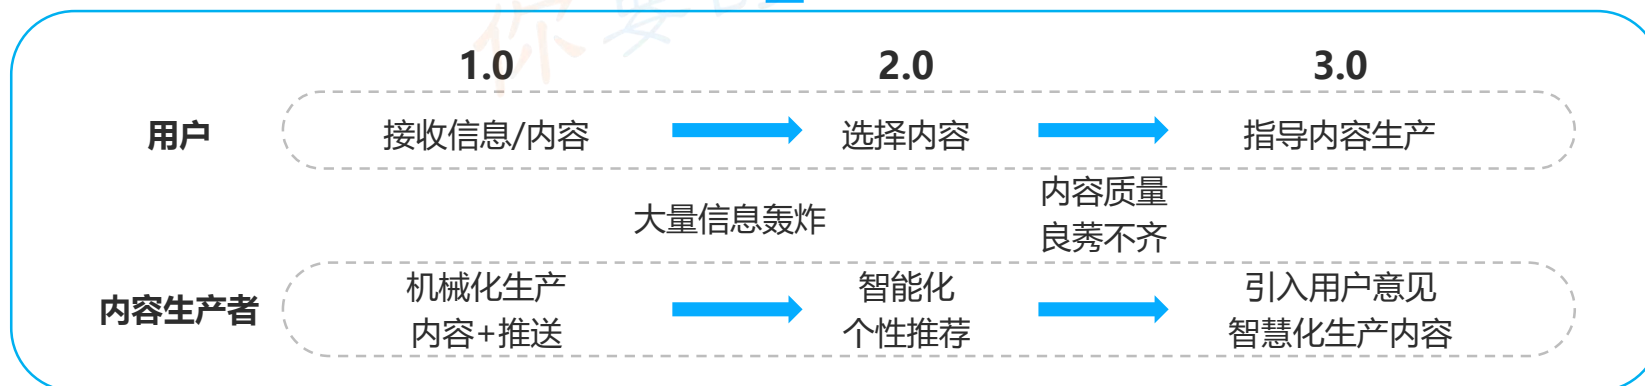 1.0 2.0 3.0
用户 接收信息/内容 选择内容 指导内容生产
大量信息轰炸
内容质量
良莠不齐
内容生产者
机械化生产
内容+推送
智能化
个性推荐
引入用户意见
智慧化生产内容